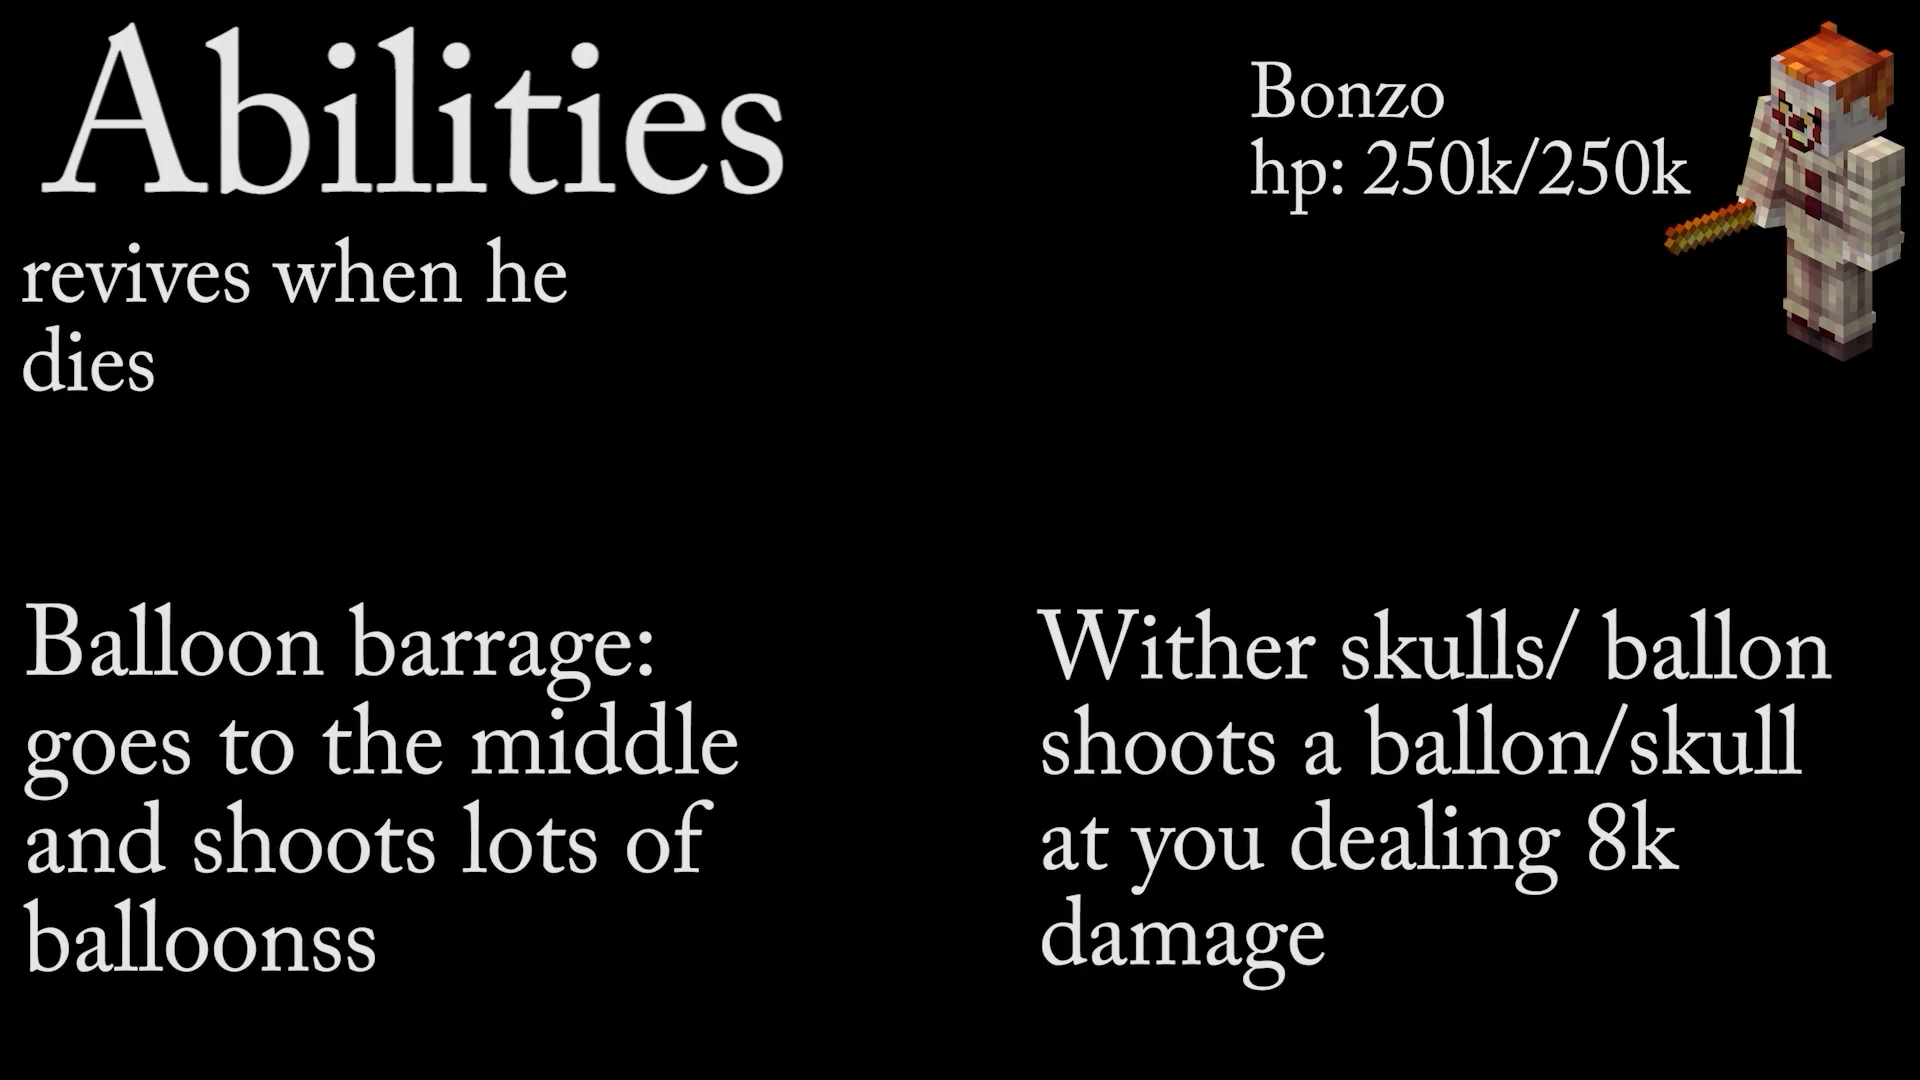 Abilities
Bonzo
hp: 250k/250k
revives when he
dies
Balloon barrage:
goes to the middle
and shoots lots of
balloonss
Wither skulls/ ballon
shoots a ballon/skull
at you dealing 8k
damage